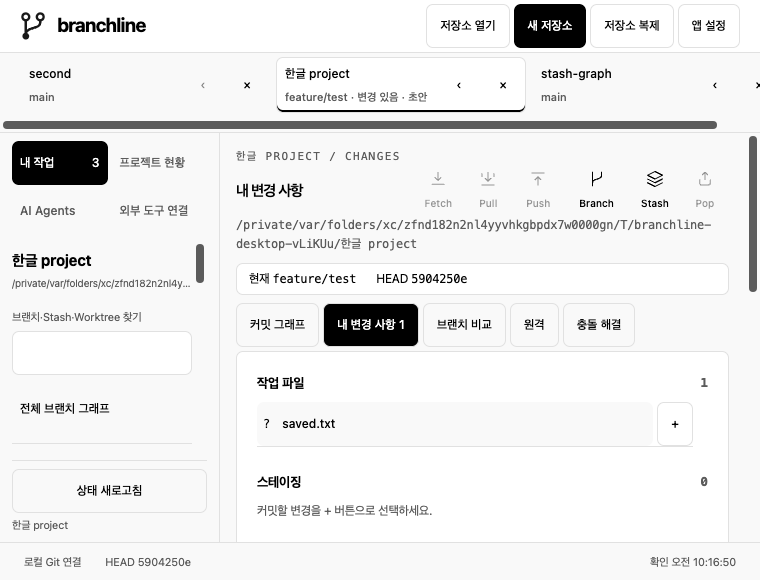 branchline
저장소 열기
새 저장소
저장소 복제
앱 설정
second
main
‹
×
한글 project
feature/test · 변경 있음 · 초안
‹
×
stash-graph
main
‹
×
내 작업 3
프로젝트 현황
AI Agents
외부 도구 연결
한글 project
/private/var/folders/xc/zfnd182n2nl4y...
브랜치·Stash·Worktree 찾기
전체 브랜치 그래프
상태 새로고침
한글 project
한글 PROJECT / CHANGES
내 변경 사항
Fetch
Pull
Push
Branch
Stash
Pop
/private/var/folders/xc/zfnd182n2nl4yyvhkgbpdx7w0000gn/T/branchline-
desktop-vLiKUu/한글 project
현재 feature/test HEAD 5904250e
커밋 그래프
내 변경 사항 1
브랜치 비교
원격
충돌 해결
작업 파일 1
? saved.txt +
스테이징 0
커밋할 변경을 + 버튼으로 선택하세요.
로컬 Git 연결 HEAD 5904250e 확인 오전 10:16:50